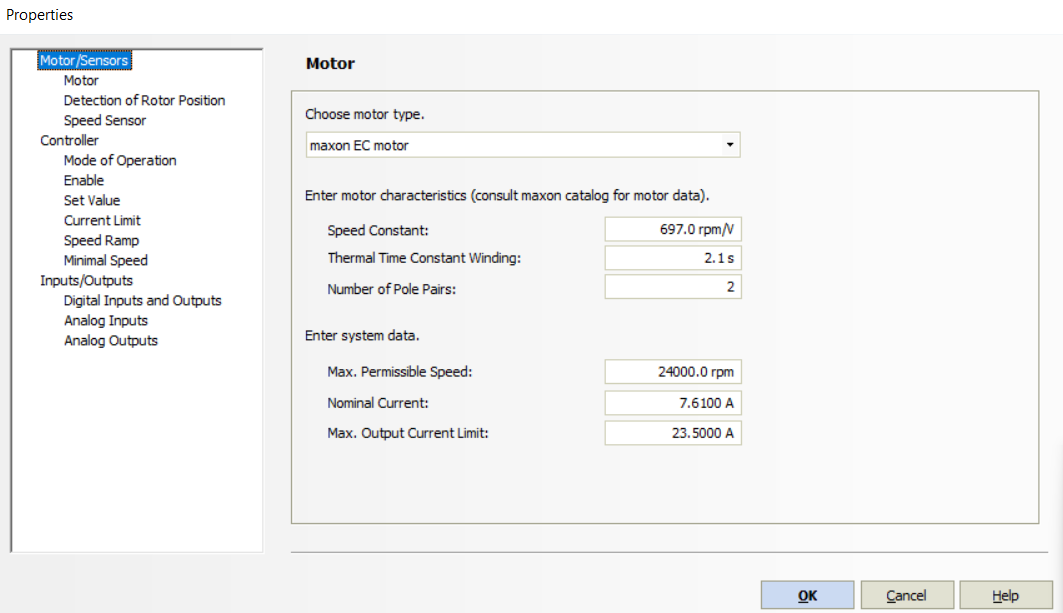 Properties
Motor/Sensors
Motor
Detection of Rotor Position
Speed Sensor
Controller
Mode of Operation
Enable
Set Value
Current Limit
Speed Ramp
Minimal Speed
Inputs/Outputs
Digital Inputs and Outputs
Analog Inputs
Analog Outputs
Motor
Choose motor type.
maxon EC motor
Enter motor characteristics (consult maxon catalog for motor data).
Speed Constant: 697.0 rpm/V
Thermal Time Constant Winding: 2.1 s
Number of Pole Pairs: 2
Enter system data.
Max. Permissible Speed: 24000.0 rpm
Nominal Current: 7.6100 A
Max. Output Current Limit: 23.5000 A
OK Cancel Help